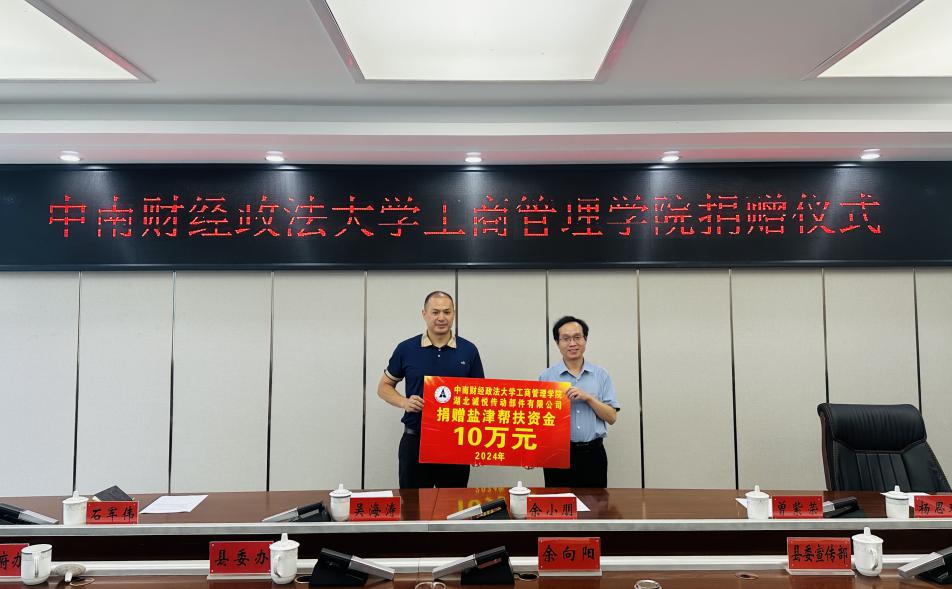 中南财经政法大学工商管理学院捐赠仪式
中南财经政法大学工商管理学院
湖北诚悦传动部件有限公司
捐赠盐津帮扶资金
10万元
2024年
石军伟
吴海涛
余小朋
曾紫荣
县委办
余向阳
县委宣传部